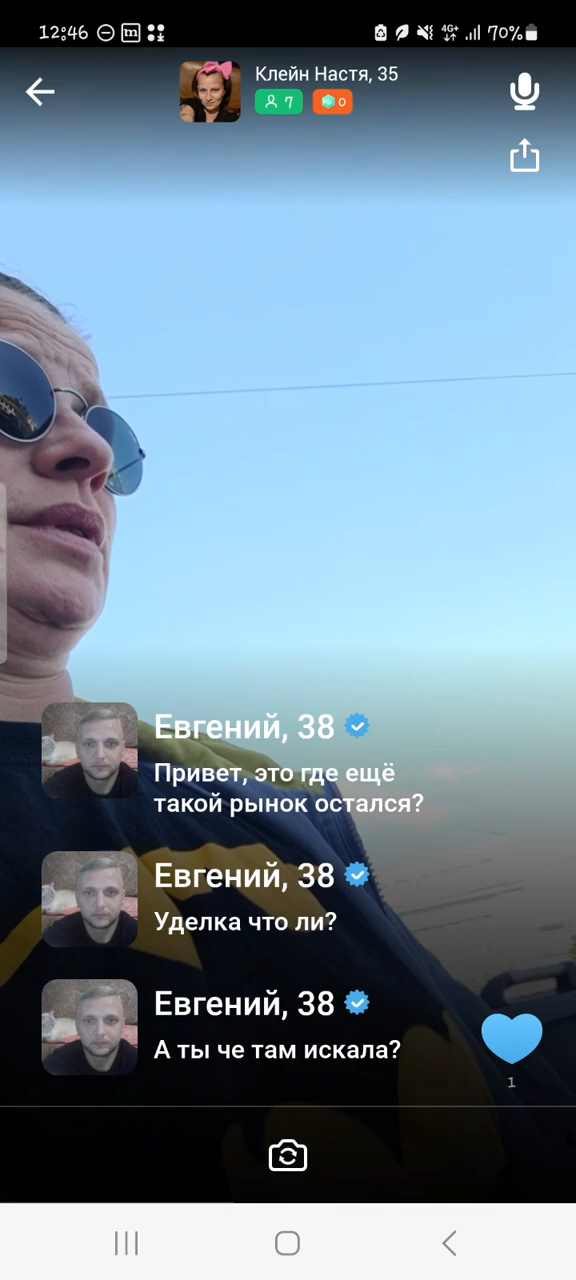 12:46
4G+
70%
Клейн Настя, 35
7
0
Евгений, 38
Привет, это где ещё
такой рынок остался?
Евгений, 38
Уделка что ли?
Евгений, 38
А ты че там искала?
1